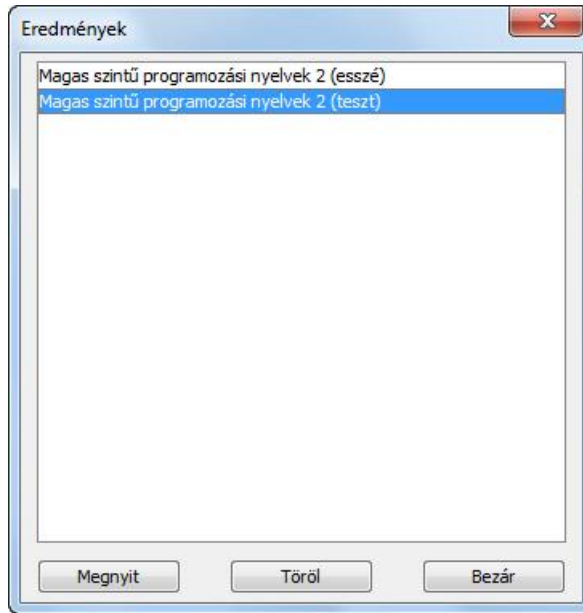 Eredmények
Magas szintű programozási nyelvek 2 (esszé)
Magas szintű programozási nyelvek 2 (teszt)
Megnyit Töröl Bezár